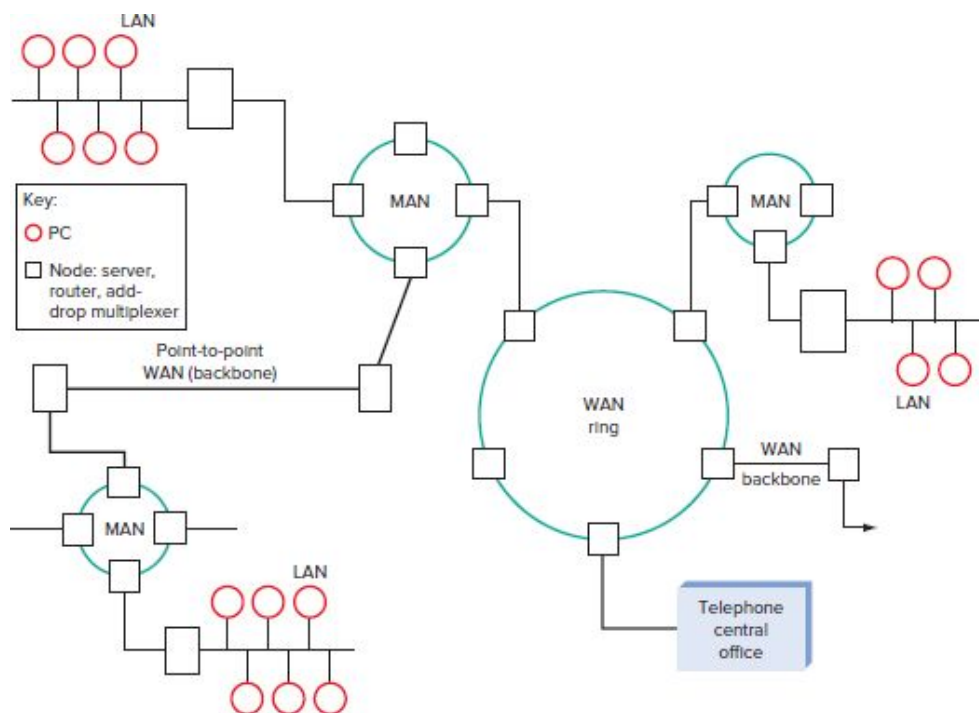 LAN
MAN
MAN
Key:
PC
Node: server,
router, add-
drop multiplexer
Point-to-point
WAN (backbone)
WAN
ring
LAN
WAN
backbone
MAN
LAN
Telephone
central
office